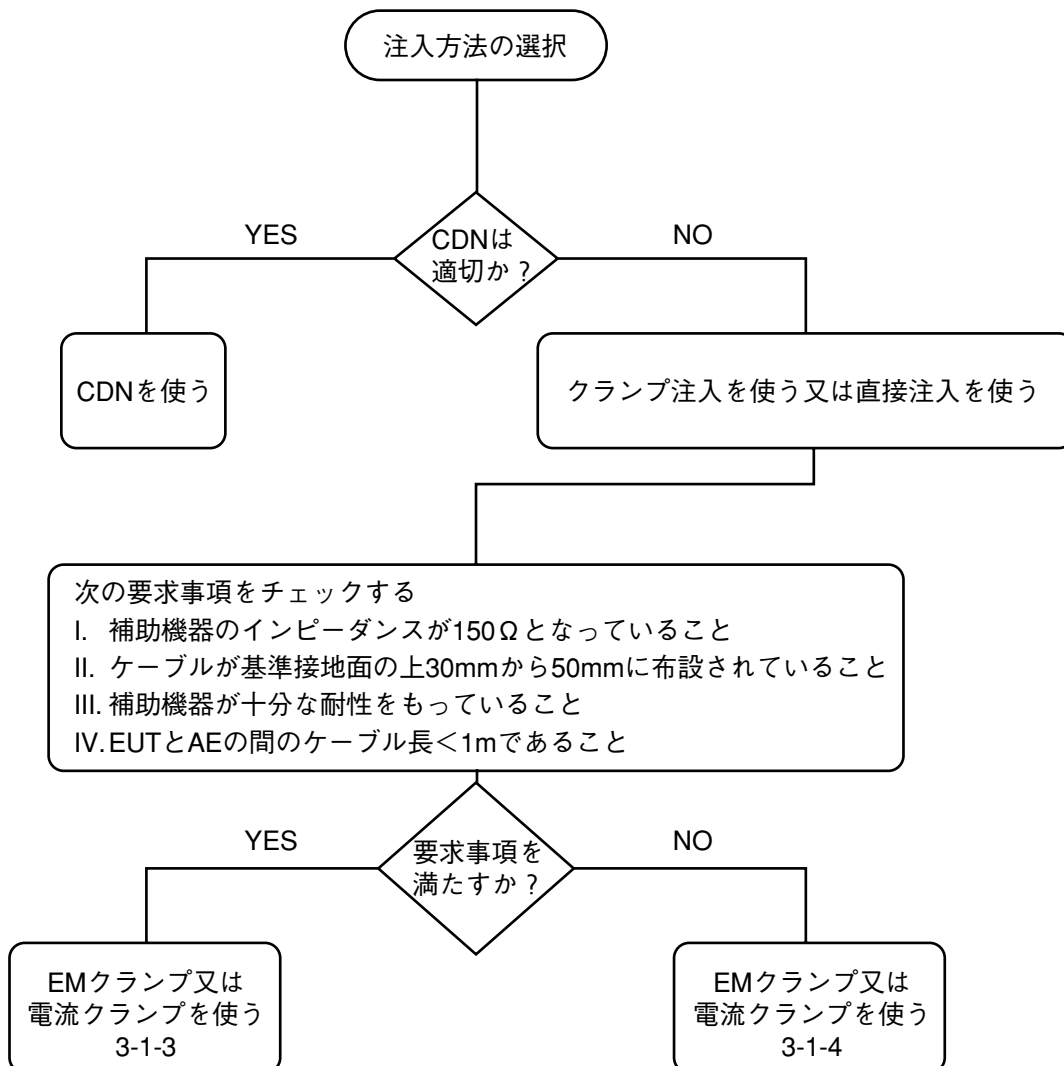 注入方法の選択
YES
NO
CDNは
適切か？
CDNを使う
クランプ注入を使う又は直接注入を使う
次の要求事項をチェックする
I. 補助機器のインピーダンスが150Ωとなっていること
II. ケーブルが基準接地面の上30mmから50mmに布設されていること
III. 補助機器が十分な耐性をもっていること
IV. EUTとAEの間のケーブル長＜1mであること
YES
NO
要求事項を
満たすか？
EMクランプ又は
電流クランプを使う
3-1-3
EMクランプ又は
電流クランプを使う
3-1-4